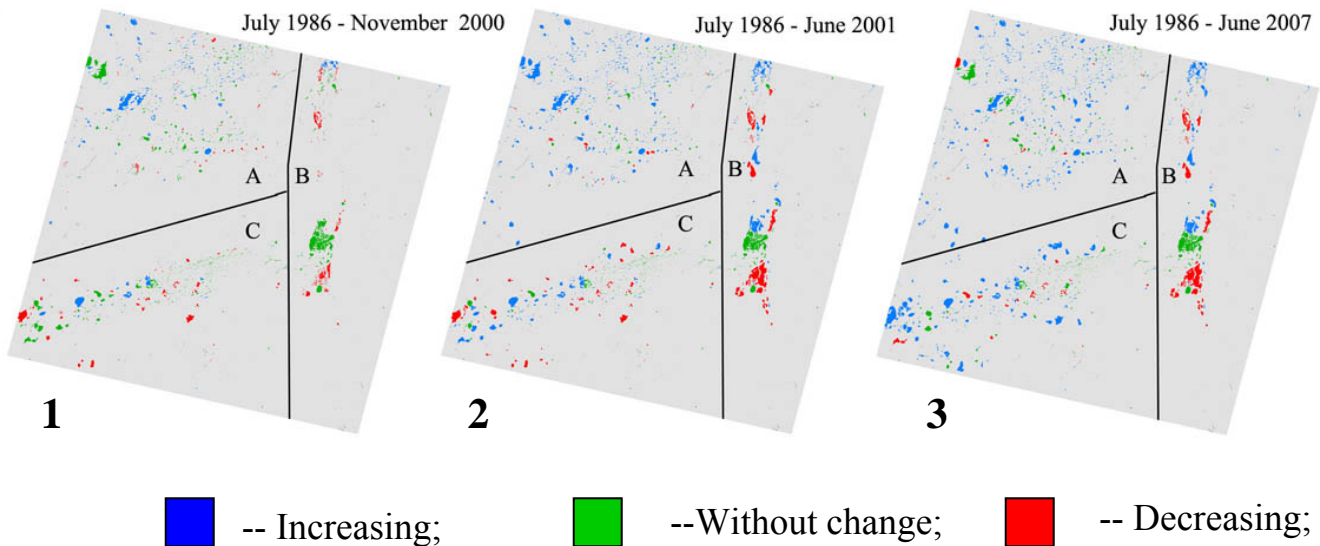 July 1986 - November 2000
July 1986 - June 2001
July 1986 - June 2007
A B
C
A B
C
A B
C
1
2
3
-- Increasing;
--Without change;
-- Decreasing;